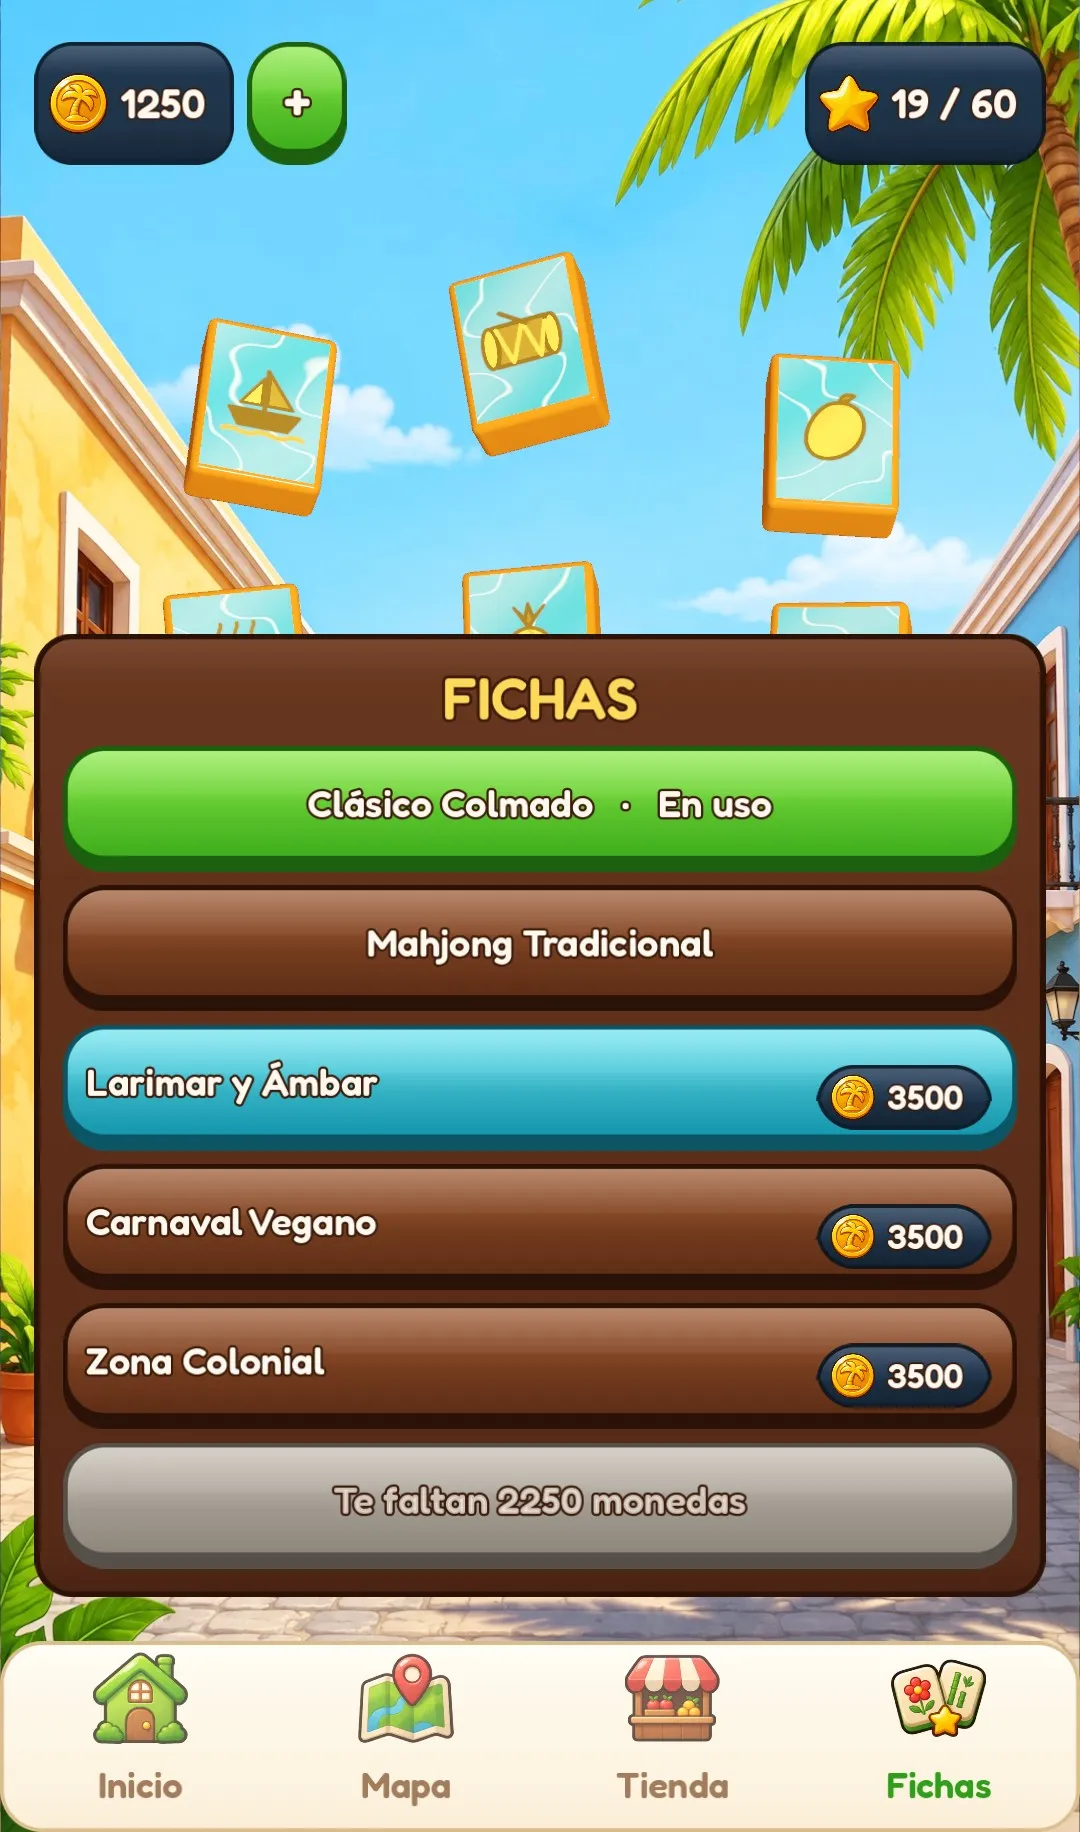 1250
+
19 / 60
FICHAS
Clásico Colmado · En uso
Mahjong Tradicional
Larimar y Ámbar 3500
Carnaval Vegano 3500
Zona Colonial 3500
Te faltan 2250 monedas
Inicio Mapa Tienda Fichas